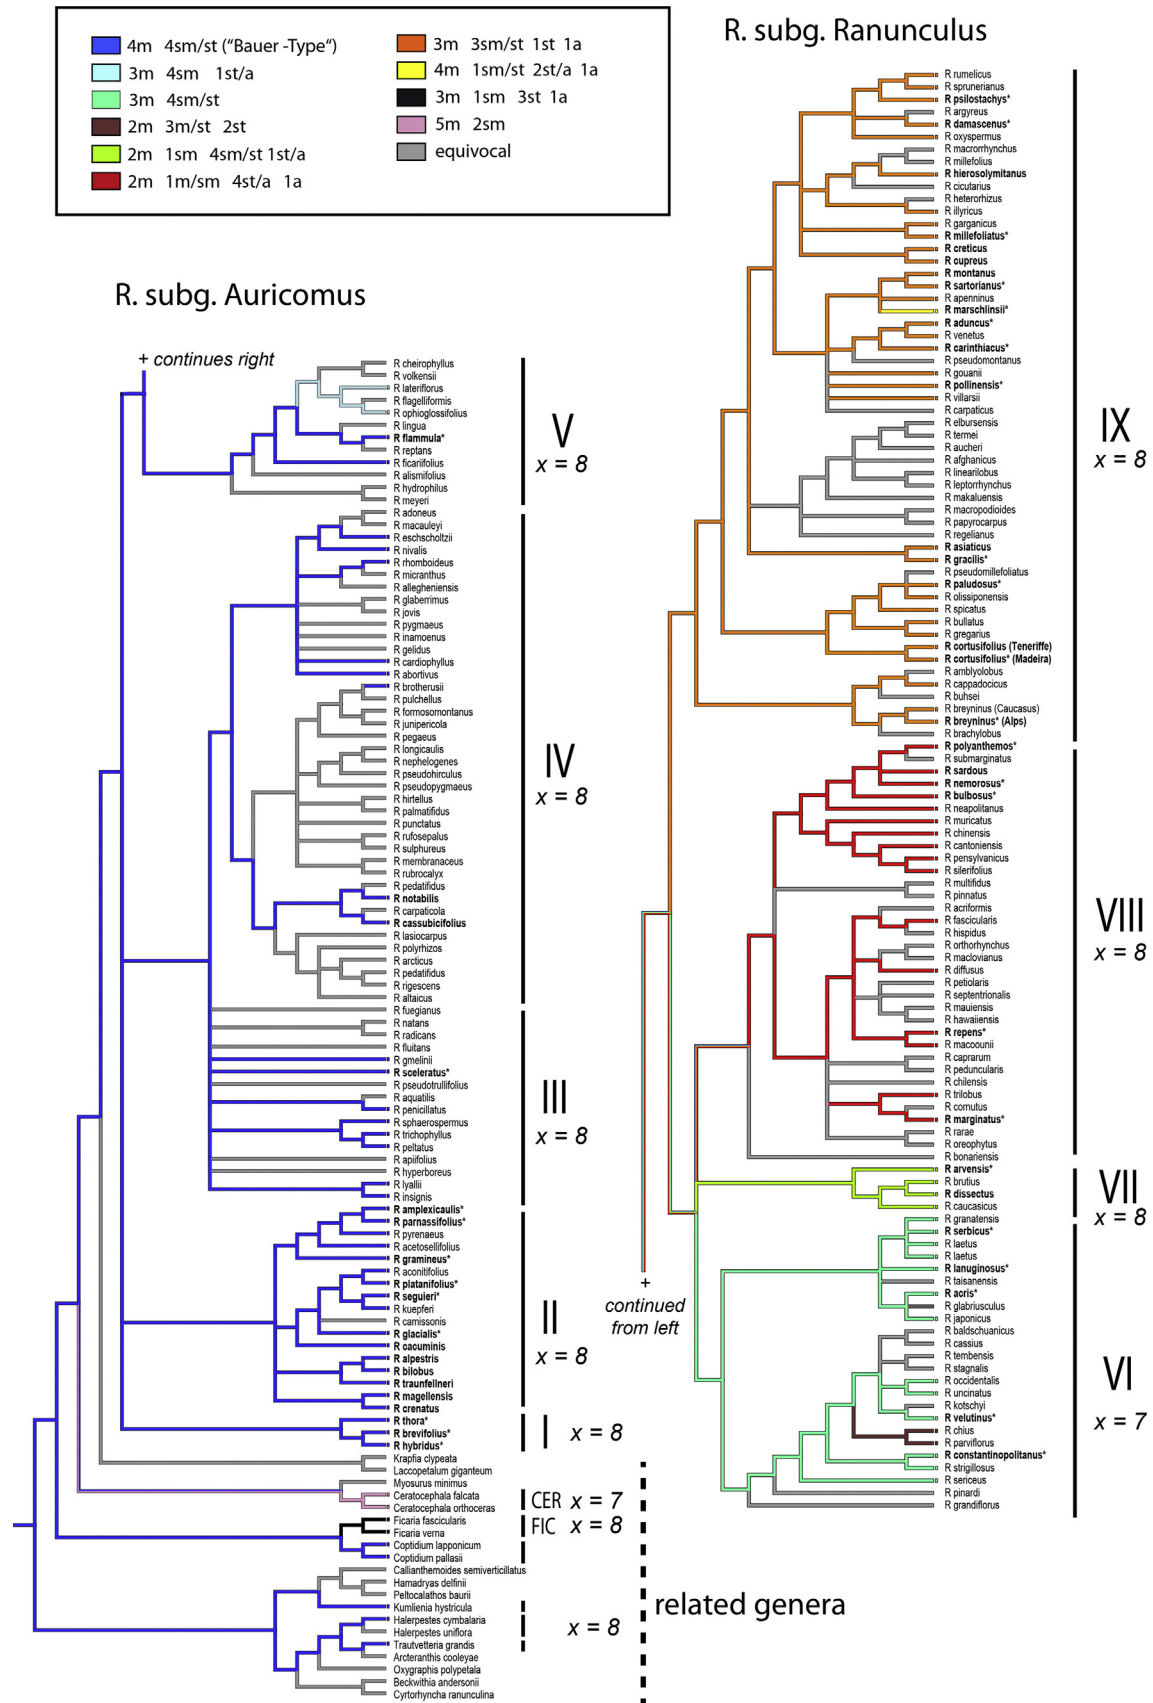 4m 4sm/st (“Bauer -Type“)
3m 4sm 1st/a
3m 4sm/st
2m 3m/st 2st
2m 1sm 4sm/st 1st/a
2m 1m/sm 4st/a 1a
3m 3sm/st 1st 1a
4m 1sm/st 2st/a 1a
3m 1sm 3st 1a
5m 2sm
equivocal
R. subg. Auricomus
+ continues right
R cheirophyllus
R volkensii
R lateriflorus
R flagelliformis
R ophioglossifolius
R lingua
R flammula*
R reptans
R ficariifolius
R alismifolius
R hydrophilus
R meyeri
V
x = 8
R adoneus
R macauleyi
R eschscholtzii
R nivalis
R rhomboideus
R micranthus
R allegheniensis
R glaberrimus
R jovis
R pygmaeus
R inamoenus
R gelidus
R cardiophyllus
R abortivus
R brotherusii
R pulchellus
R formosomontanus
R junipericola
R pegaeus
R longicaulis
R nephelogenes
R pseudohirculus
R pseudopygmaeus
R hirtellus
R palmatifidus
R punctatus
R rufosepalus
R sulphureus
R membranaceus
R rubrocalyx
R pedatifidus
R notabilis
R carpaticola
R cassubicifolius
R lasiocarpus
R polyrhizos
R arcticus
R pedatifidus
R rigescens
R altaicus
IV
x = 8
R fuegianus
R natans
R radicans
R fluitans
R gmelinii
R sceleratus*
R pseudotrullifolius
R aquatilis
R penicillatus
R sphaerospermus
R trichophyllus
R peltatus
R apiifolius
R hyperboreus
R lyallii
R insignis
III
x = 8
R amplexicaulis*
R parnassifolius*
R pyrenaeus
R acetosellifolius
R gramineus*
R aconitifolius
R platanifolius*
R seguieri*
R kuepferi
R camissonis
R glacialis*
R cacuminis
R alpestris
R bilobus
R traunfellneri
R magellensis
R crenatus
II
x = 8
R thora*
R brevifolius*
R hybridus*
I
x = 8
Krapfia clypeata
Laccopetalum giganteum
Myosurus minimus
Ceratocephala falcata
Ceratocephala orthoceras
CER x = 7
Ficaria fascicularis
Ficaria verna
FIC x = 8
Coptidium lapponicum
Coptidium pallasii
Callianthemoides semiverticillatus
Hamadryas delfinii
Peltocalathos baurii
Kumlienia hystricula
Halerpestes cymbalaria
Halerpestes uniflora
Trautvetteria grandis
Arcteranthis cooleyae
Oxygraphis polypetala
Beckwithia andersonii
Cyrtorhyncha ranunculina
x = 8
related genera
R. subg. Ranunculus
R rumelicus
R sprunerianus
R psilostachys*
R argyreus
R damascenus*
R oxyspermus
R macrorrhynchus
R millefolius
R hierosolymitanus
R cicutarius
R heterorhizus
R illyricus
R garganicus
R millefoliatus*
R creticus
R cupreus
R montanus
R sartorianus*
R apenninus
R marschlinsii*
R aduncus*
R venetus
R carinthiacus*
R pseudomontanus
R gouanii
R pollinensis*
R villarsii
R carpaticus
R elbursensis
R termei
R aucheri
R afghanicus
R linearilobus
R leptorrhynchus
R makaluensis
R macropodioides
R papyrocarpus
R regelianus
R asiaticus
R gracilis*
R pseudomillefoliatus
R paludosus*
R olissiponensis
R spicatus
R bullatus
R gregarius
R cortusifolius (Teneriffe)
R cortusifolius* (Madeira)
R amblyolobus
R cappadocicus
R buhsei
R breyninus (Caucasus)
R breyninus* (Alps)
R brachylobus
IX
x = 8
R polyanthemos*
R submarginatus
R sardous
R nemorosus*
R bulbosus*
R neapolitanus
R muricatus
R chinensis
R cantoniensis
R pensylvanicus
R silerifolius
R multifidus
R pinnatus
R acriformis
R fascicularis
R hispidus
R orthorhynchus
R maclovianus
R diffusus
R petiolaris
R septentrionalis
R mauiensis
R hawaiiensis
R repens*
R macoounii
R caprarum
R peduncularis
R chilensis
R trilobus
R cornutus
R marginatus*
R rarae
R oreophytus
R bonariensis
VIII
x = 8
R arvensis*
R brutius
R dissectus
R caucasicus
VII
x = 8
R granatensis
R serbicus*
R laetus
R laetus
R lanuginosus*
R taisanensis
R acris*
R glabriusculus
R japonicus
R baldschuanicus
R cassius
R tembensis
R stagnalis
R occidentalis
R uncinatus
R kotschyi
R velutinus*
R chius
R parviflorus
R constantinopolitanus*
R strigillosus
R sericeus
R pinardi
R grandiflorus
VI
x = 7
+
continued
from left